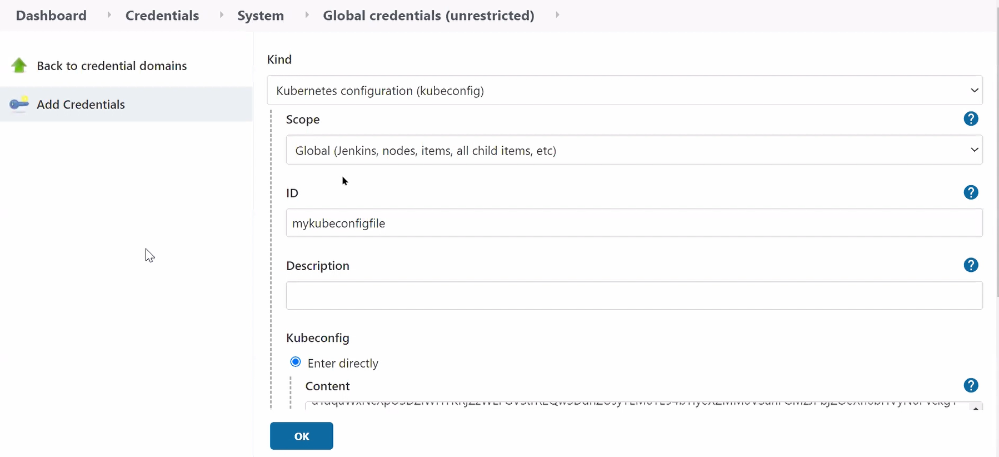 Dashboard Credentials System Global credentials (unrestricted)
Back to credential domains
Add Credentials
Kind
Kubernetes configuration (kubeconfig)
Scope
?
Global (Jenkins, nodes, items, all child items, etc)
ID
?
mykubeconfigfile
Description
?
Kubeconfig
Enter directly
Content
?
OK